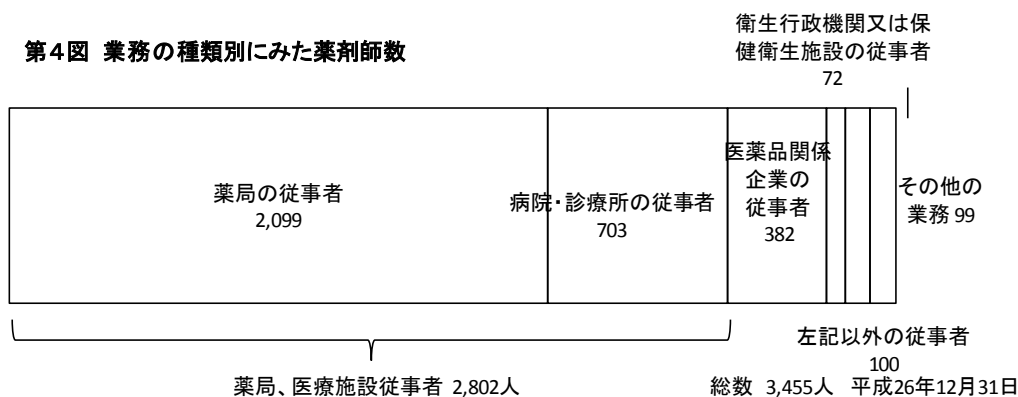 第4図 業務の種類別にみた薬剤師数
衛生行政機関又は保
健衛生施設の従事者
72
薬局の従事者
2,099
病院・診療所の従事者
703
医薬品関係
企業の
従事者
382
その他の
業務 99
左記以外の従事者
100
薬局、医療施設従事者 2,802人
総数 3,455人 平成26年12月31日